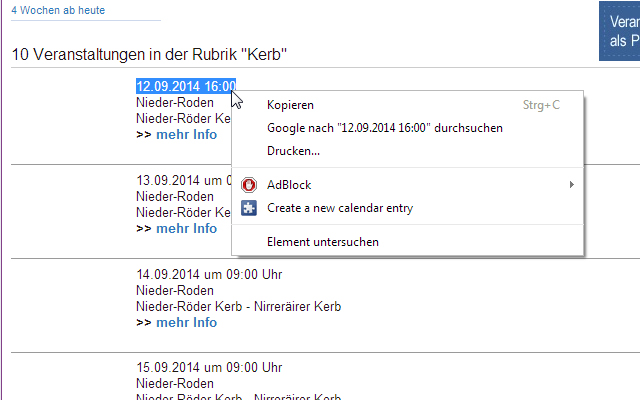 4 Wochen ab heute
Veran
als P
10 Veranstaltungen in der Rubrik "Kerb"
12.09.2014 16:00
Nieder-Roden
Nieder-Röder Ke
>> mehr Info
Kopieren Strg+C
Google nach "12.09.2014 16:00" durchsuchen
Drucken...
AdBlock
Create a new calendar entry
Element untersuchen
13.09.2014 um 0
Nieder-Roden
Nieder-Röder Ke
>> mehr Info
14.09.2014 um 09:00 Uhr
Nieder-Roden
Nieder-Röder Kerb - Nirreräirer Kerb
>> mehr Info
15.09.2014 um 09:00 Uhr
Nieder-Roden
Nieder-Röder Kerb - Nirreräirer Kerb